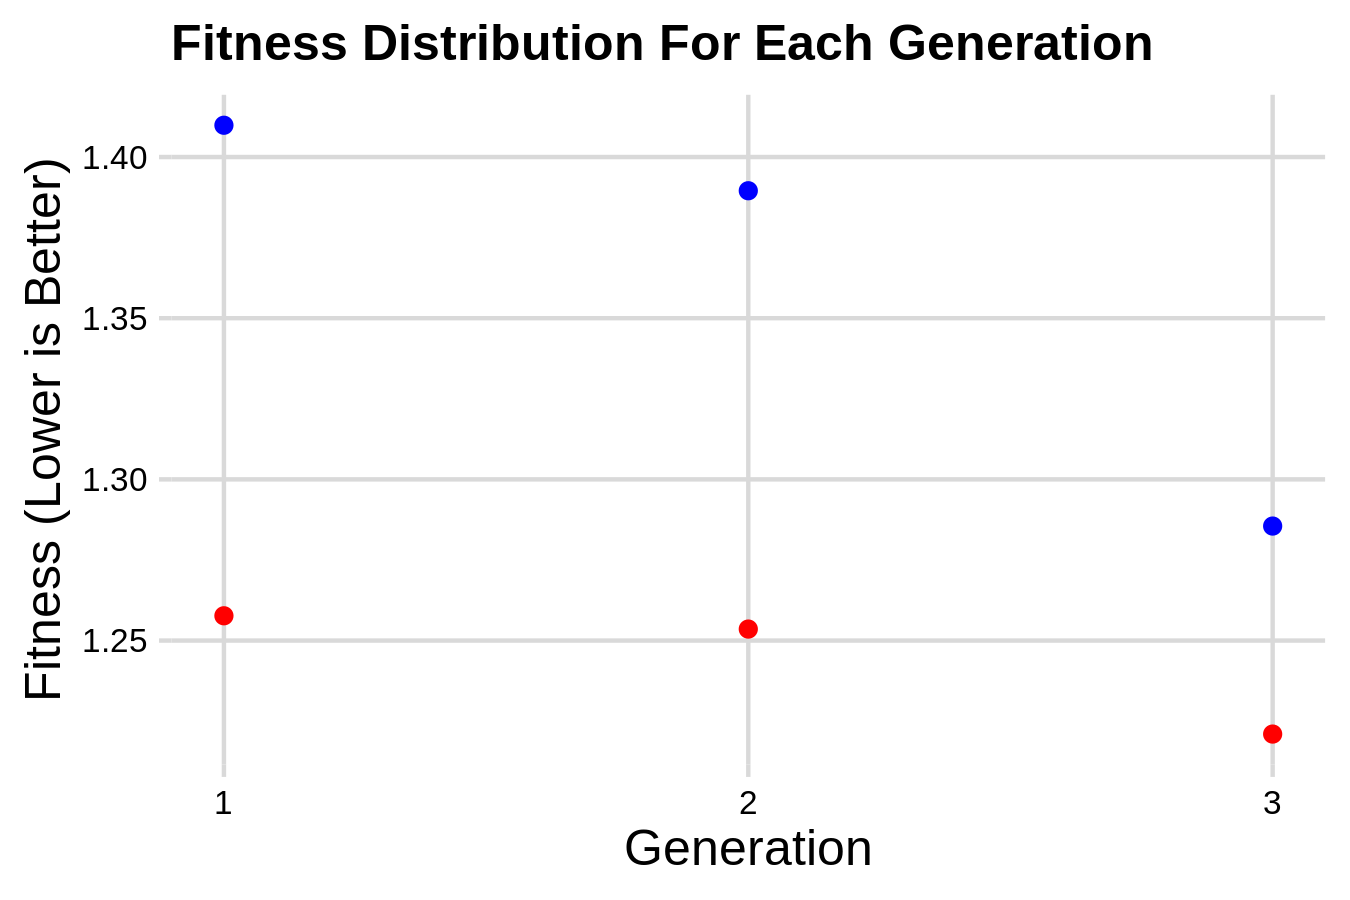 Fitness Distribution For Each Generation
Fitness (Lower is Better)
1.40
1.35
1.30
1.25
1 2 3
Generation